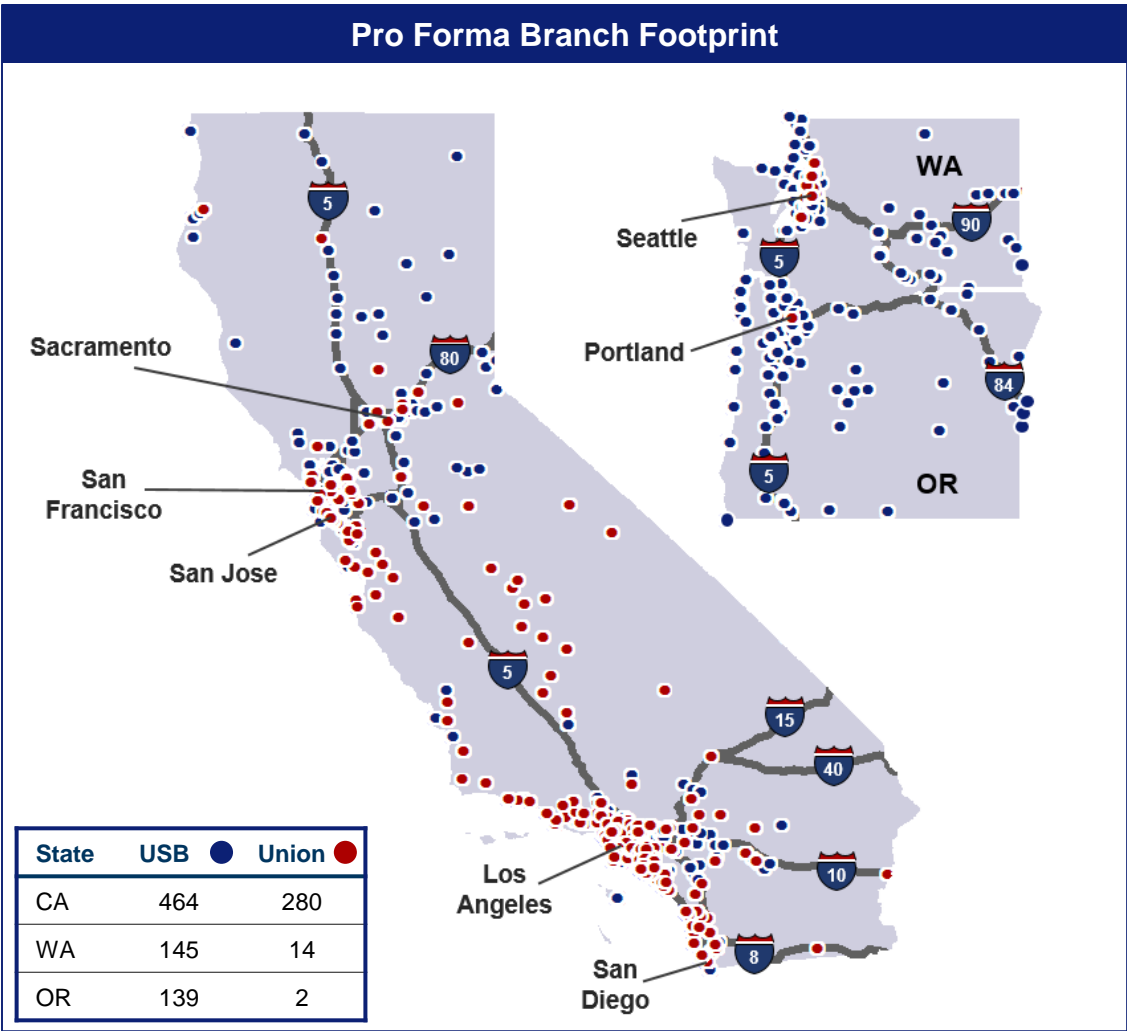 Pro Forma Branch Footprint
5
Sacramento
80
San
Francisco
San Jose
5
15
40
Los
Angeles
10
San
Diego
8
WA
Seattle
90
5
Portland
84
5
OR
State USB Union
CA 464 280
WA 145 14
OR 139 2